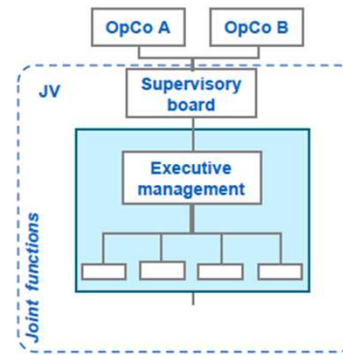 OpCo A
OpCo B
JV
Supervisory
board
Executive
management
Joint functions